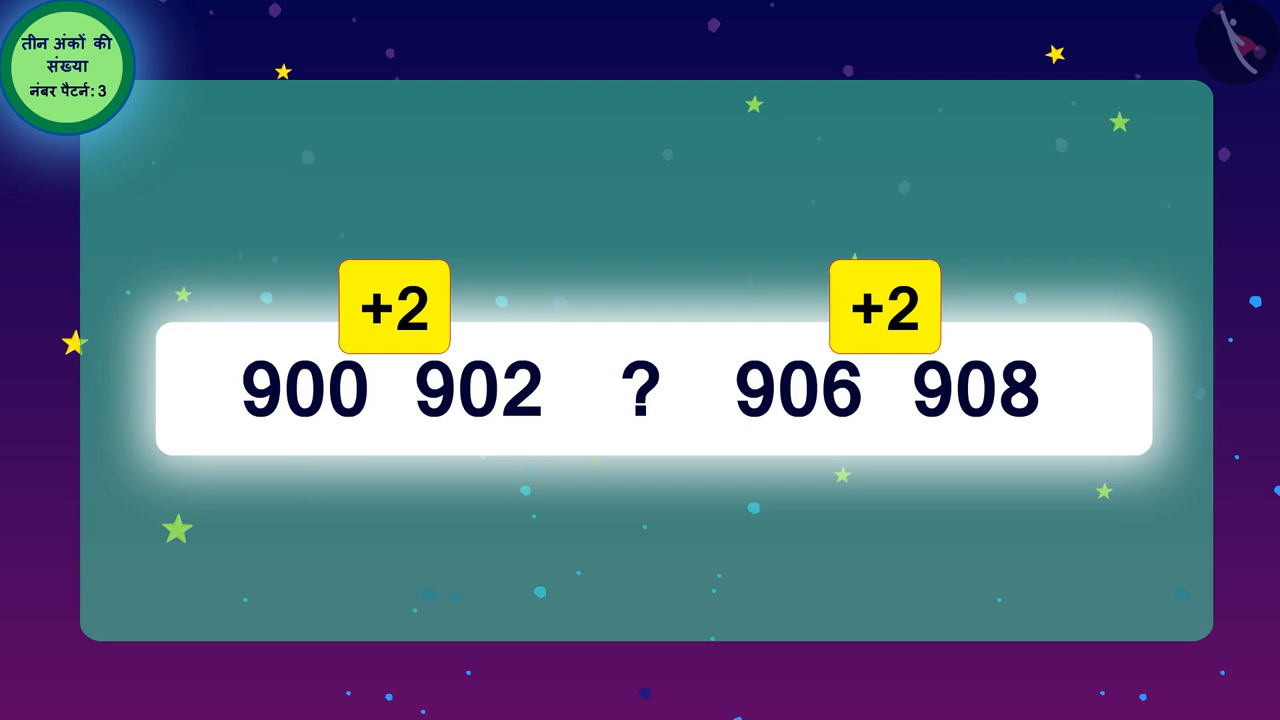 तीन अंकों की
संख्या
नंबर पैटर्न: 3
+2 +2
900 902 ? 906 908